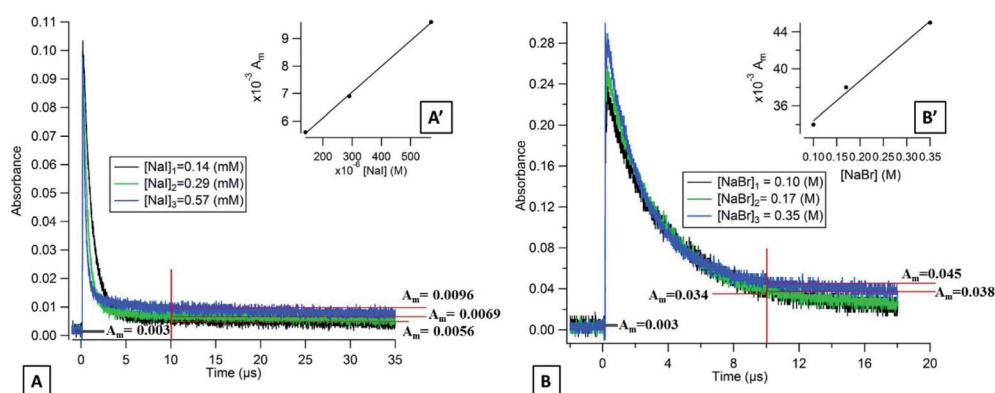 0.11
0.10
0.09
0.08
0.07
0.06
0.05
0.04
0.03
0.02
0.01
0.00
Absorbance
0
5
10
15
20
25
30
35
Time (µs)
A
[NaI]₁=0.14 (mM)
[NaI]₂=0.29 (mM)
[NaI]₃=0.57 (mM)
Aₘ = 0.003
Aₘ= 0.0096
Aₘ= 0.0069
Aₘ= 0.0056
9
8
7
6
x10⁻³ Aₘ
A'
200
300
400
500
x10⁻⁶ [NaI] (M)
0.28
0.24
0.20
0.16
0.12
0.08
0.04
0.00
Absorbance
0
4
8
12
16
20
Time (µs)
B
[NaBr]₁ = 0.10 (M)
[NaBr]₂ = 0.17 (M)
[NaBr]₃ = 0.35 (M)
Aₘ=0.034
Aₘ=0.003
Aₘ=0.045
Aₘ=0.038
44
40
36
x10⁻³ Aₘ
B'
0.10
0.15
0.20
0.25
0.30
0.35
[NaBr] (M)